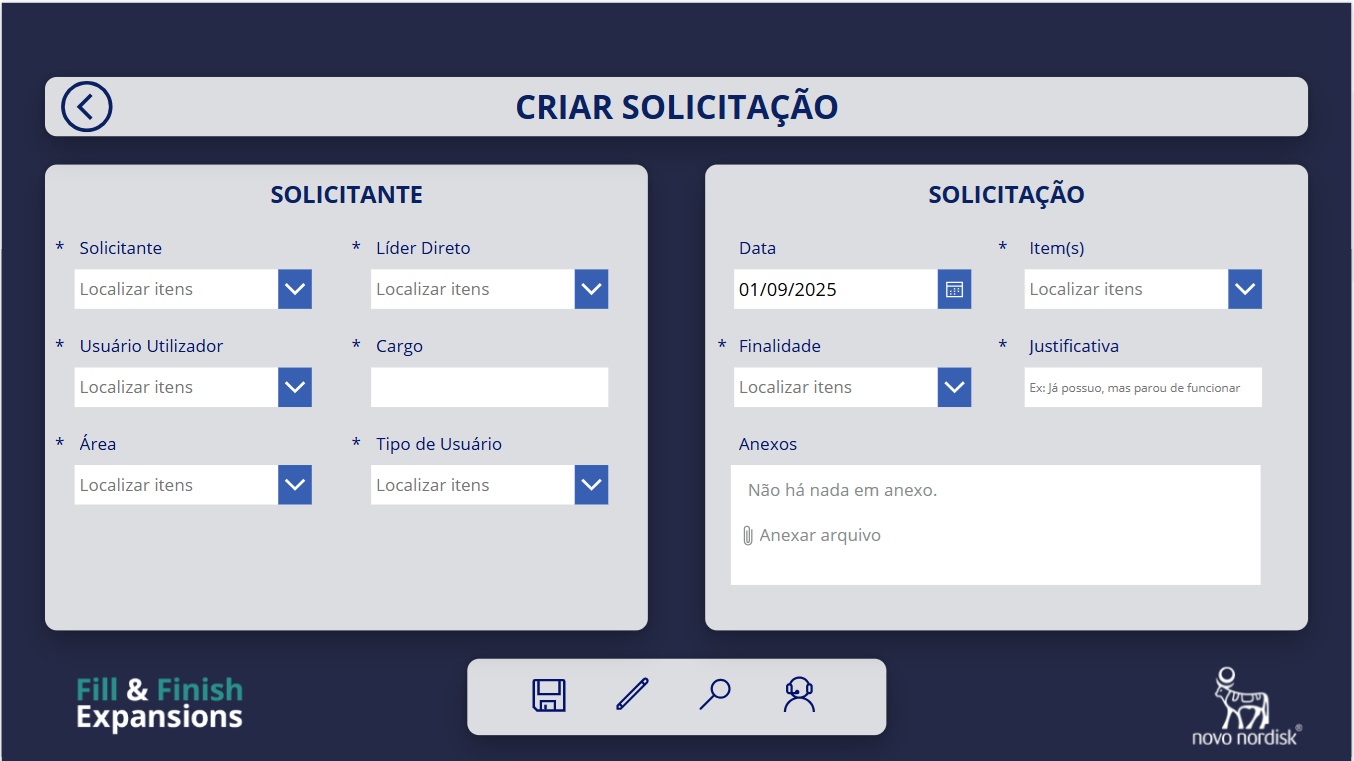 CRIAR SOLICITAÇÃO
SOLICITANTE
* Solicitante
Localizar itens
* Líder Direto
Localizar itens
* Usuário Utilizador
Localizar itens
* Cargo
* Área
Localizar itens
* Tipo de Usuário
Localizar itens
SOLICITAÇÃO
Data
01/09/2025
* Item(s)
Localizar itens
* Finalidade
Localizar itens
* Justificativa
Ex: Já possuo, mas parou de funcionar
Anexos
Não há nada em anexo.
Anexar arquivo
Fill & Finish
Expansions
novo nordisk®